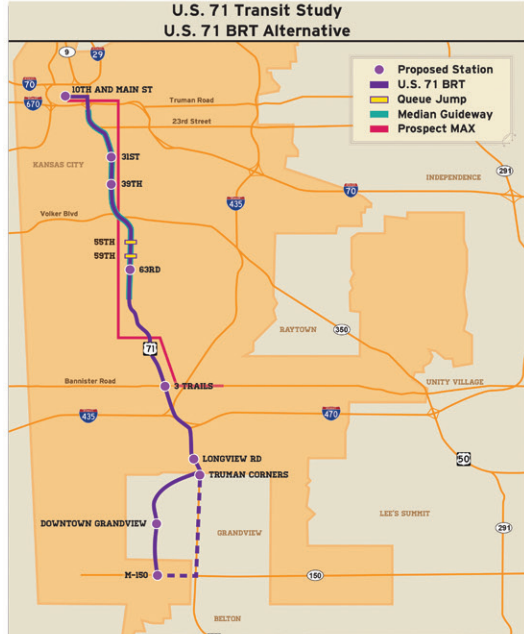 U.S. 71 Transit Study
U.S. 71 BRT Alternative
9
29
70
670
10TH AND MAIN ST
Truman Road
23rd Street
Proposed Station
U.S. 71 BRT
Queue Jump
Median Guideway
Prospect MAX
KANSAS CITY
31ST
39TH
435
70
INDEPENDENCE
291
Volker Blvd
55TH
59TH
63RD
71
RAYTOWN
350
Bannister Road
3 TRAILS
UNITY VILLAGE
435
470
50
LONGVIEW RD
TRUMAN CORNERS
DOWNTOWN GRANDVIEW
GRANDVIEW
LEE'S SUMMIT
291
M-150
150
BELTON